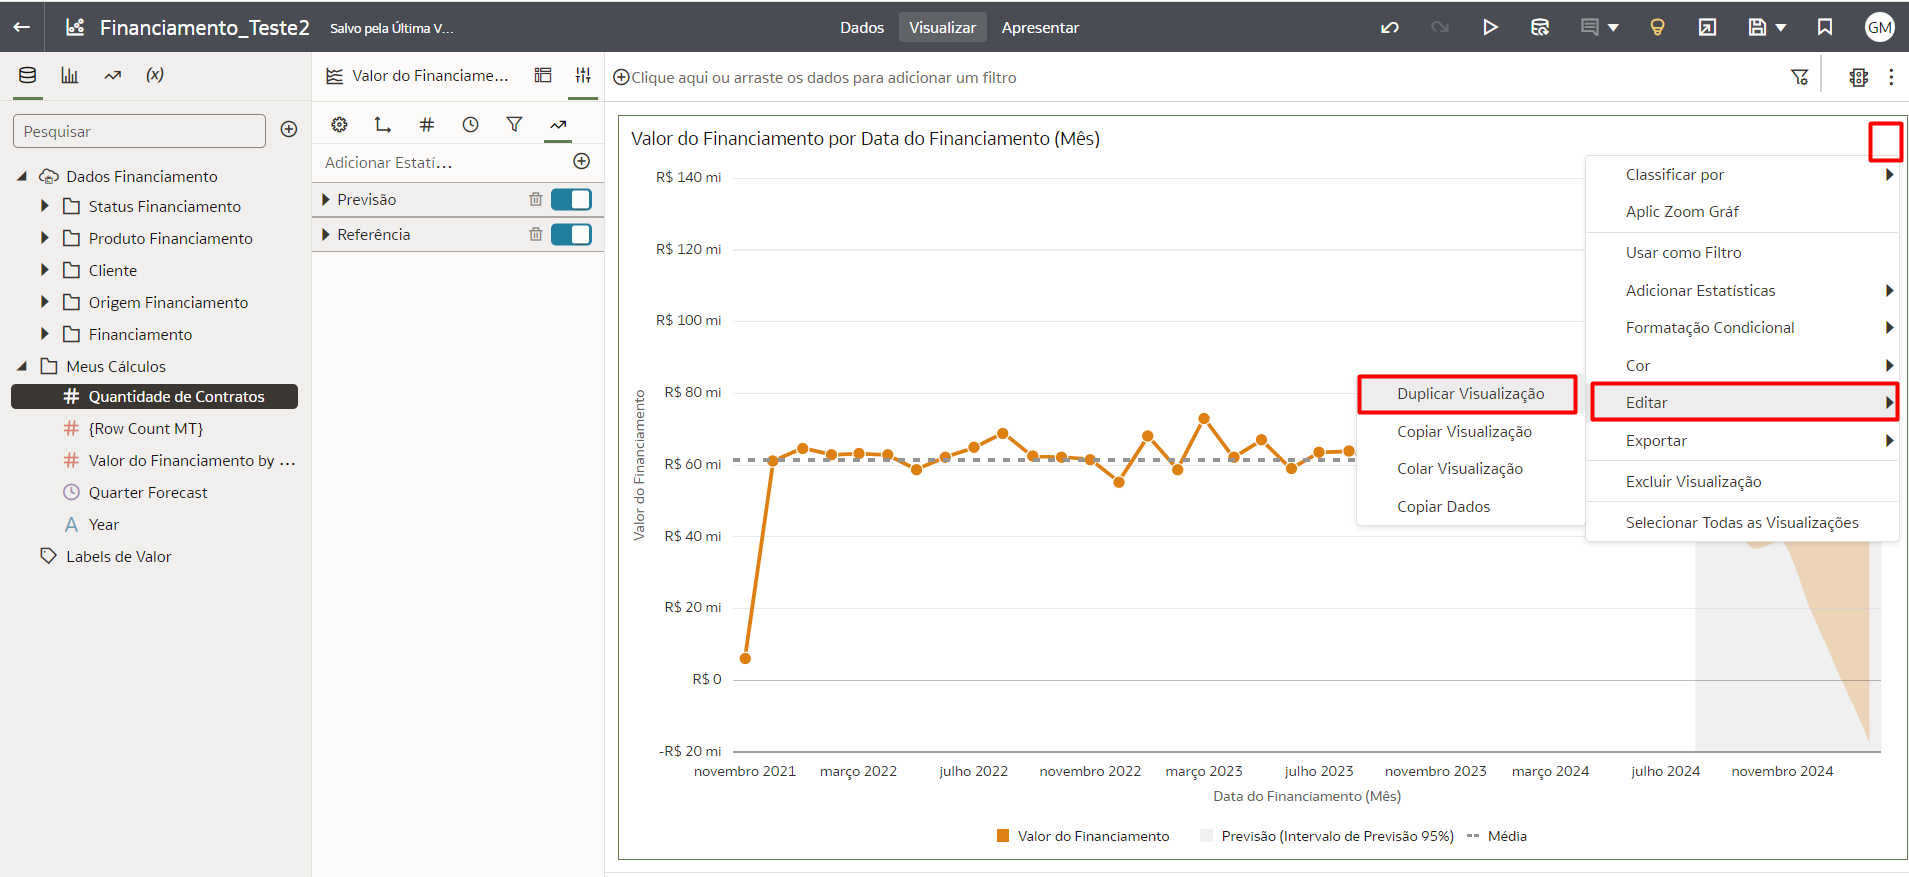 Financiamento_Teste2
Salvo pela Última V...
Dados
Visualizar
Apresentar
GM
(x)
Pesquisar
Dados Financiamento
Status Financiamento
Produto Financiamento
Cliente
Origem Financiamento
Financiamento
Meus Cálculos
# Quantidade de Contratos
# {Row Count MT}
# Valor do Financiamento by ...
Quarter Forecast
A Year
Labels de Valor
Valor do Financiame...
#
Adicionar Estatí...
Previsão
Referência
Clique aqui ou arraste os dados para adicionar um filtro
Valor do Financiamento por Data do Financiamento (Mês)
R$ 140 mi
R$ 120 mi
R$ 100 mi
R$ 80 mi
R$ 60 mi
R$ 40 mi
R$ 20 mi
R$ 0
-R$ 20 mi
Valor do Financiamento
novembro 2021
março 2022
julho 2022
novembro 2022
março 2023
julho 2023
novembro 2023
março 2024
julho 2024
novembro 2024
Data do Financiamento (Mês)
Valor do Financiamento
Previsão (Intervalo de Previsão 95%)
Média
Classificar por
Aplic Zoom Gráf
Usar como Filtro
Adicionar Estatísticas
Formatação Condicional
Cor
Editar
Exportar
Excluir Visualização
Selecionar Todas as Visualizações
Duplicar Visualização
Copiar Visualização
Colar Visualização
Copiar Dados